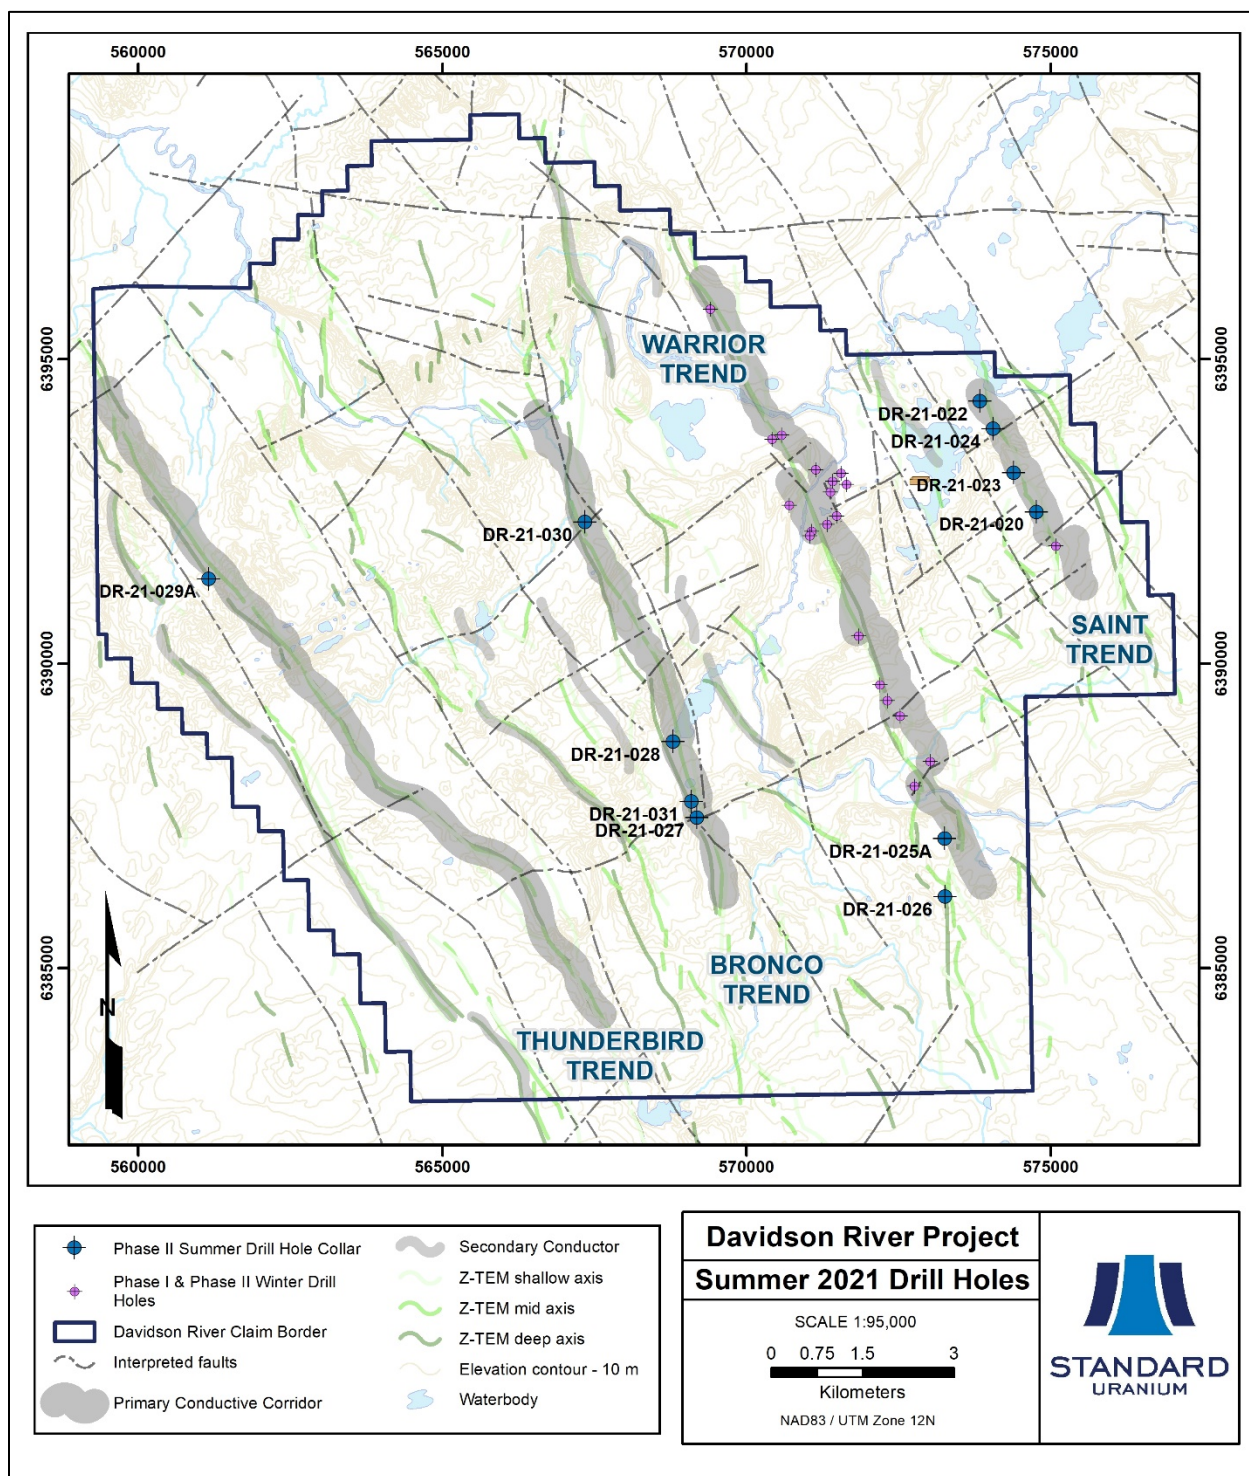 560000
565000
570000
575000
6395000
6395000
WARRIOR
TREND
DR-21-022
DR-21-024
DR-21-023
DR-21-020
DR-21-030
DR-21-029A
SAINT
TREND
6390000
6390000
DR-21-028
DR-21-031
DR-21-027
DR-21-025A
DR-21-026
BRONCO
TREND
6385000
6385000
N
THUNDERBIRD
TREND
560000
565000
570000
575000
Phase II Summer Drill Hole Collar
Phase I & Phase II Winter Drill
Holes
Davidson River Claim Border
Interpreted faults
Primary Conductive Corridor
Secondary Conductor
Z-TEM shallow axis
Z-TEM mid axis
Z-TEM deep axis
Elevation contour - 10 m
Waterbody
Davidson River Project
Summer 2021 Drill Holes
SCALE 1:95,000
0 0.75 1.5 3
Kilometers
NAD83 / UTM Zone 12N
STANDARD
URANIUM